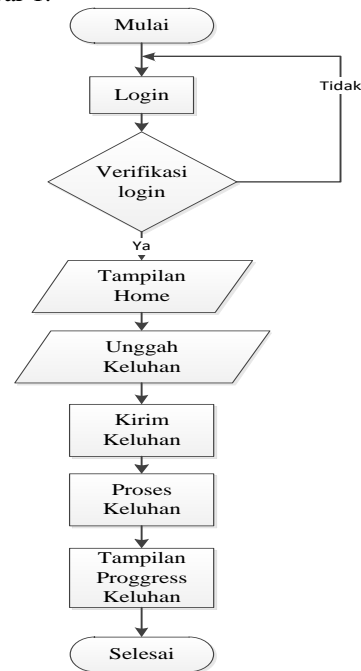 Mulai
Login
Tidak
Verifikasi
login
Ya
Tampilan
Home
Unggah
Keluhan
Kirim
Keluhan
Proses
Keluhan
Tampilan
Proggress
Keluhan
Selesai